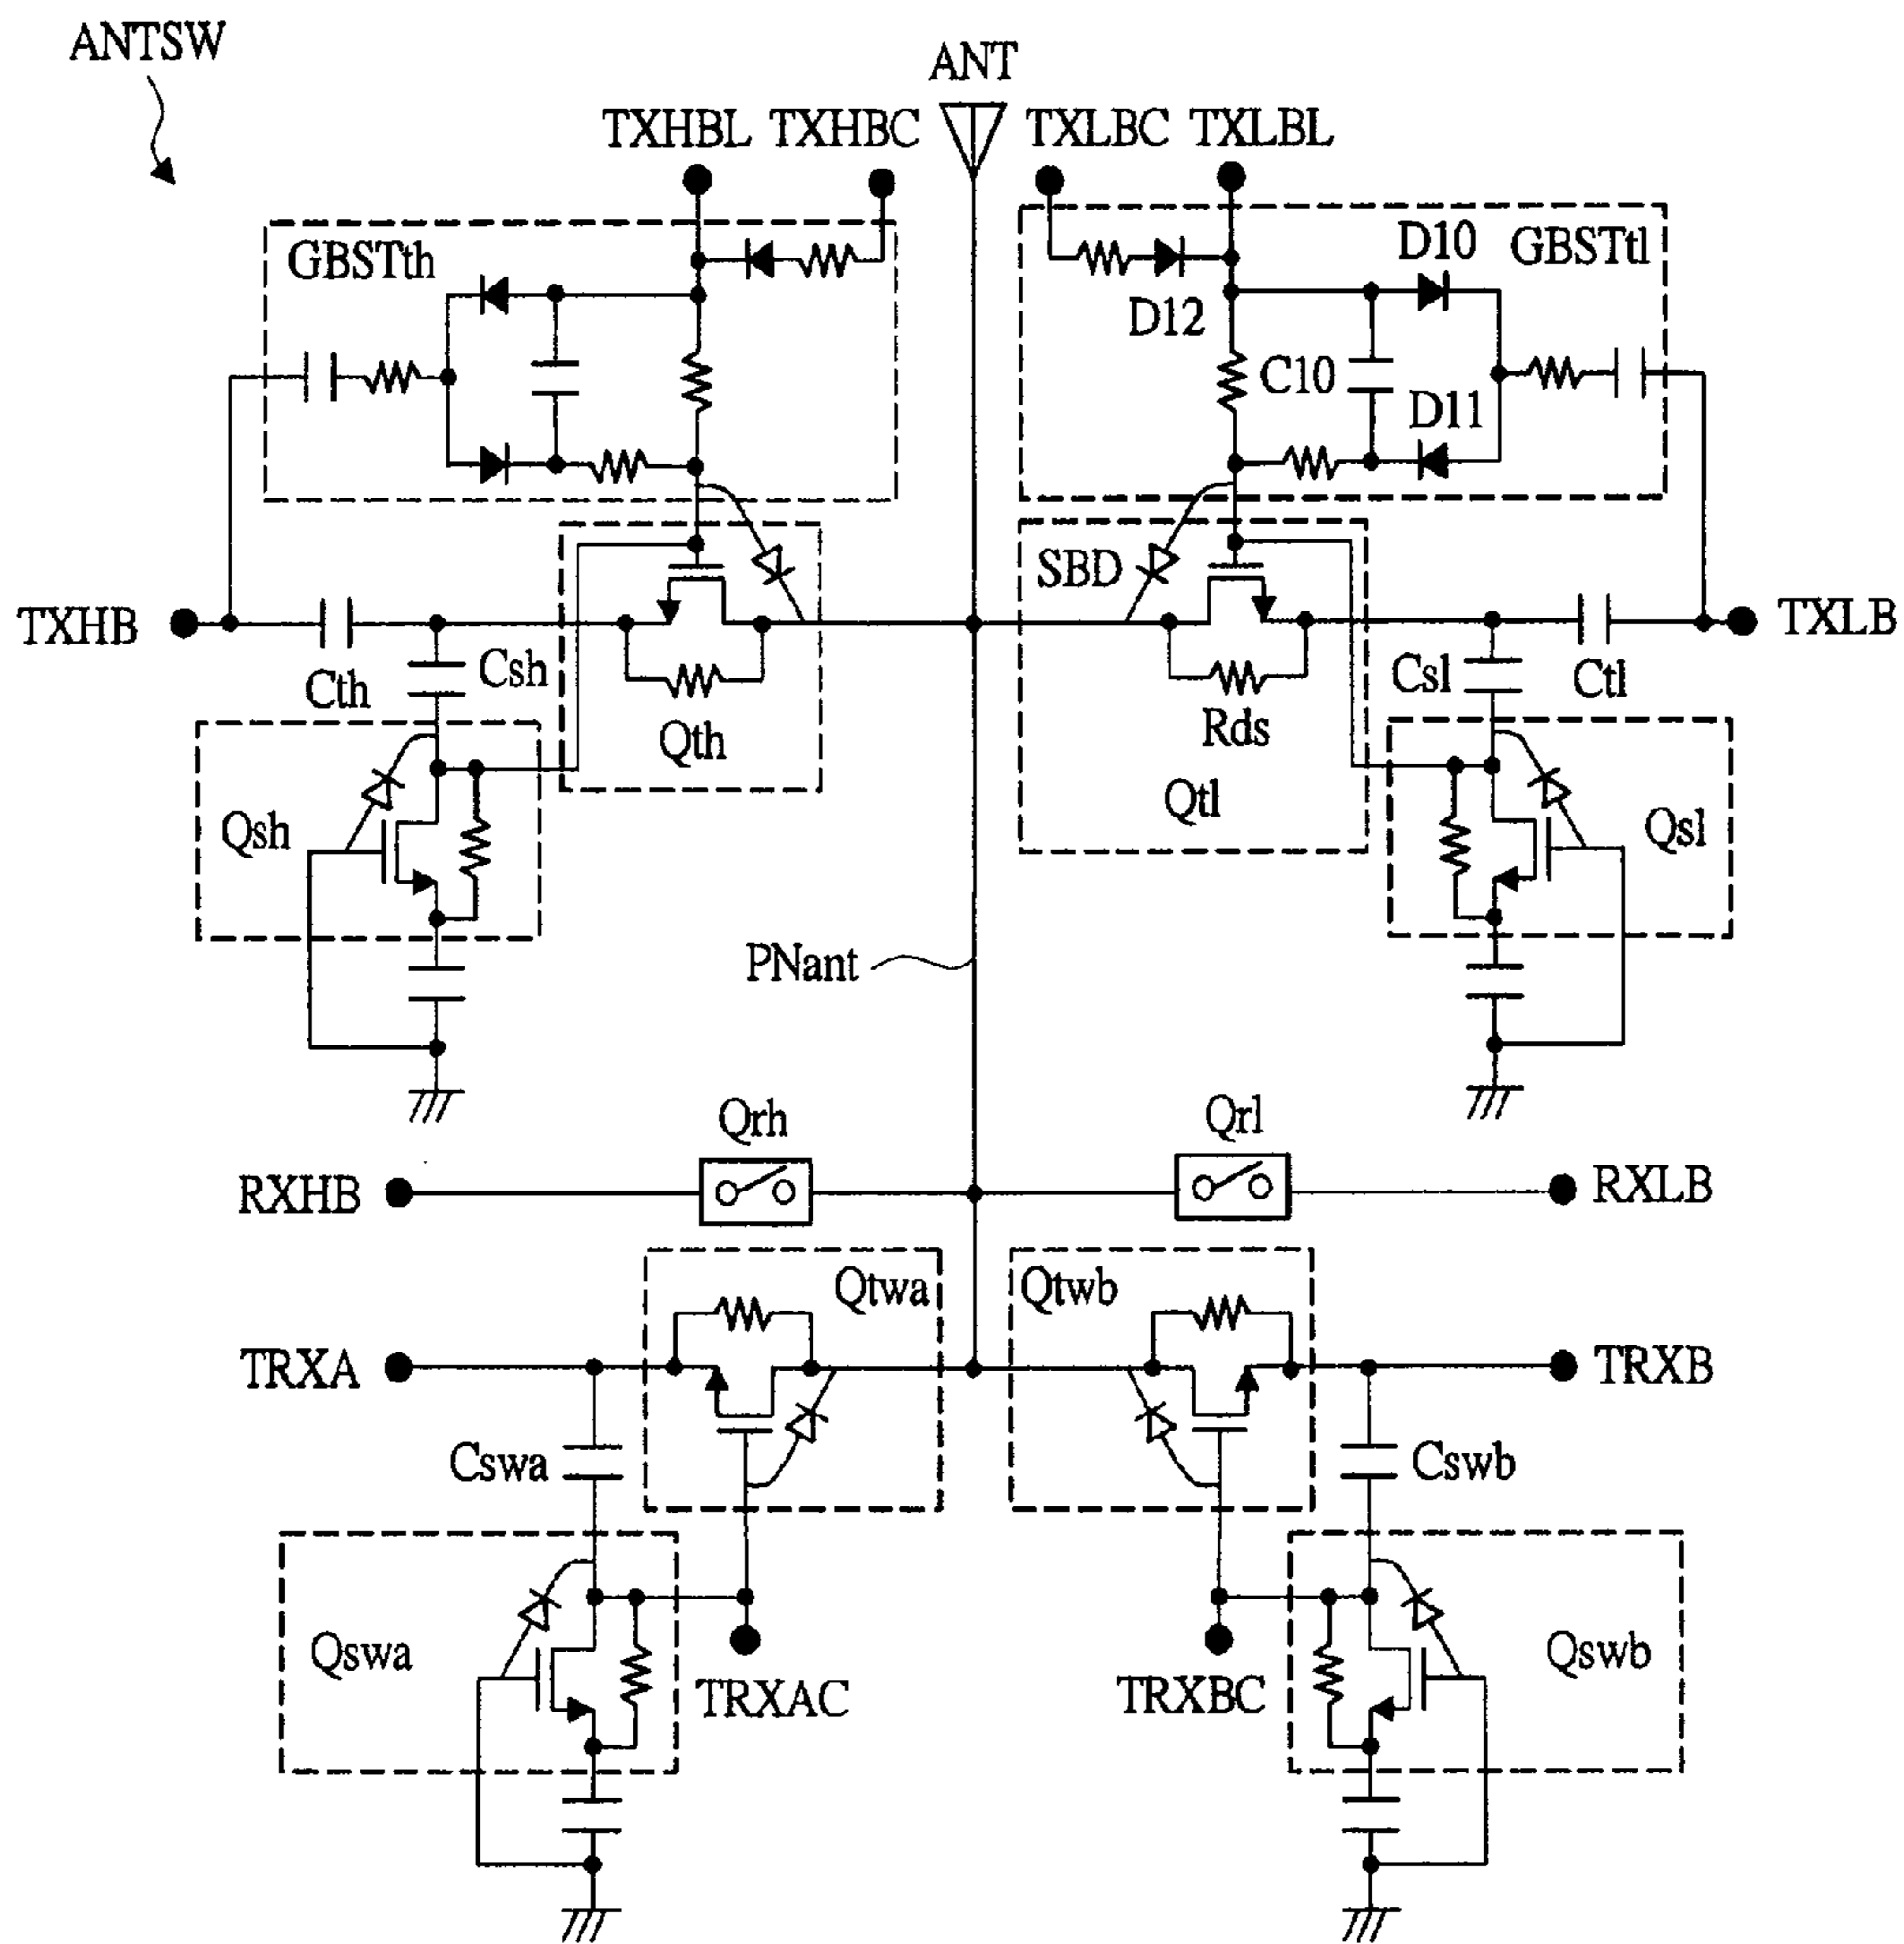 ANTSW
ANT
TXHBL TXHBC TXLBC TXLBL
GBSTth
D10 GBSTtl
D12
C10
D11
SBD
TXHB
TXLB
Cth
Csh
Csl
Ctl
Qth
Rds
Qtl
Qsh
Qsl
PNant
Qrh
Qrl
RXHB
RXLB
Qtwa
Qtwb
TRXA
TRXB
Cswa
Cswb
Qswa
Qswb
TRXAC
TRXBC